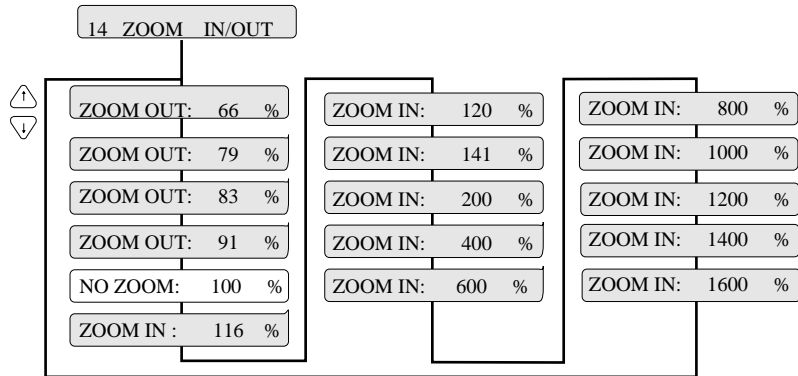 14 ZOOM IN/OUT
ZOOM OUT: 66 %
ZOOM OUT: 79 %
ZOOM OUT: 83 %
ZOOM OUT: 91 %
NO ZOOM: 100 %
ZOOM IN : 116 %
ZOOM IN: 120 %
ZOOM IN: 141 %
ZOOM IN: 200 %
ZOOM IN: 400 %
ZOOM IN: 600 %
ZOOM IN: 800 %
ZOOM IN: 1000 %
ZOOM IN: 1200 %
ZOOM IN: 1400 %
ZOOM IN: 1600 %